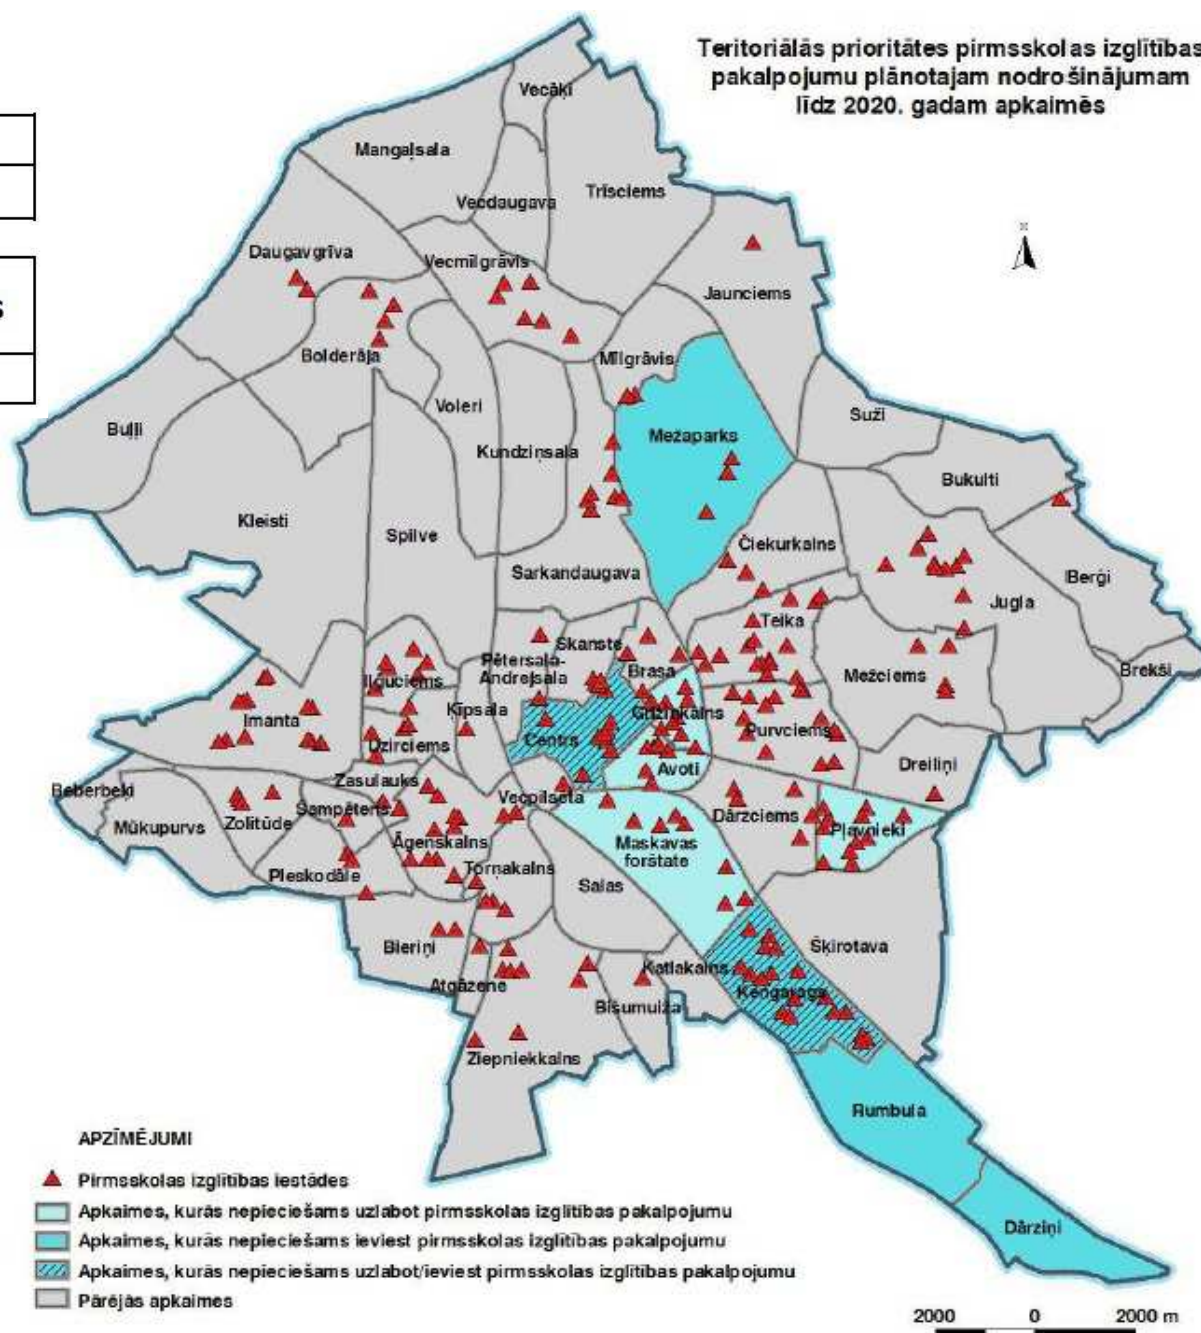 Teritoriālās prioritātes pirmsskolas izglītības
pakalpojumu plānotajam nodrošinājumam
līdz 2020. gadam apkaimēs
s
Vecāķi
Mangaļsala
Trīsciems
Vecdaugava
Daugavgrīva
Vecmīlgrāvis
Jaunciems
Bolderāja
Mīlgrāvis
Voleri
Suži
Buļļi
Mežaparks
Kundziņsala
Bukulti
Kleisti
Spilve
Čiekurkalns
Sarkandaugava
Berģi
Jugla
Teika
Skanste
Pētersala-
Andrejsala
Brasa
Mežciems
Brekši
Iļģuciems
Ķīpsala
Imanta
Grīziņkalns
Centrs
Purvciems
Dzirciems
Avoti
Dreiliņi
Zasulauks
Beberbeķi
Vecpilsēta
Šampēteris
Zolitūde
Mūkupurvs
Dārzciems
Pļavnieki
Āgenskalns
Maskavas
forštate
Torņakalns
Pleskodāle
Salas
Bieriņi
Šķirotava
Katlakalns
Atgāzene
Ķengarags
Bišumuiža
Ziepniekkalns
Rumbula
Dārziņi
APZĪMĒJUMI
Pirmsskolas izglītības iestādes
Apkaimes, kurās nepieciešams uzlabot pirmsskolas izglītības pakalpojumu
Apkaimes, kurās nepieciešams ieviest pirmsskolas izglītības pakalpojumu
Apkaimes, kurās nepieciešams uzlabot/ieviest pirmsskolas izglītības pakalpojumu
Pārējās apkaimes
2000 0 2000 m